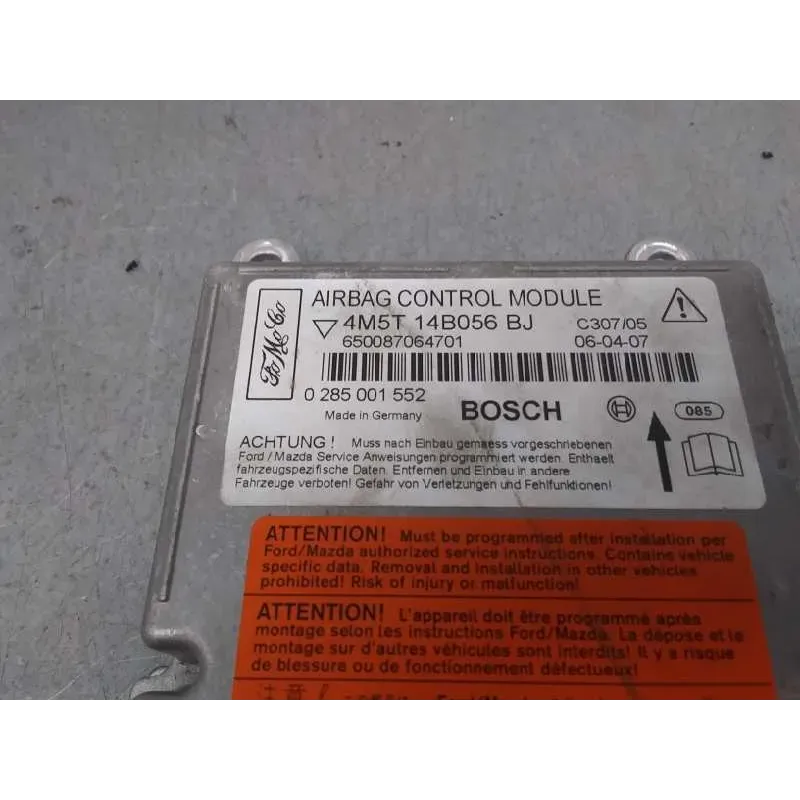 FoMoCo
AIRBAG CONTROL MODULE
4M5T 14B056 BJ C307/05
650087064701 06-04-07
0 285 001 552
Made in Germany BOSCH 085
ACHTUNG! Muss nach Einbau gemaess vorgeschriebenen
Ford/Mazda Service Anweisungen programmiert werden. Enthaelt
fahrzeugspezifische Daten. Entfernen und Einbau in andere
Fahrzeuge verboten! Gefahr von Verletzungen und Fehlfunktionen!
ATTENTION! Must be programmed after installation per
Ford/Mazda authorized service instructions. Contains vehicle
specific data. Removal and installation in other vehicles
prohibited! Risk of injury or malfunction!
ATTENTION! L'appareil doit être programmé après
montage selon les instructions Ford/Mazda. La dépose et le
montage sur d'autres véhicules sont interdits! Il y a risque
de blessure ou de fonctionnement défectueux!